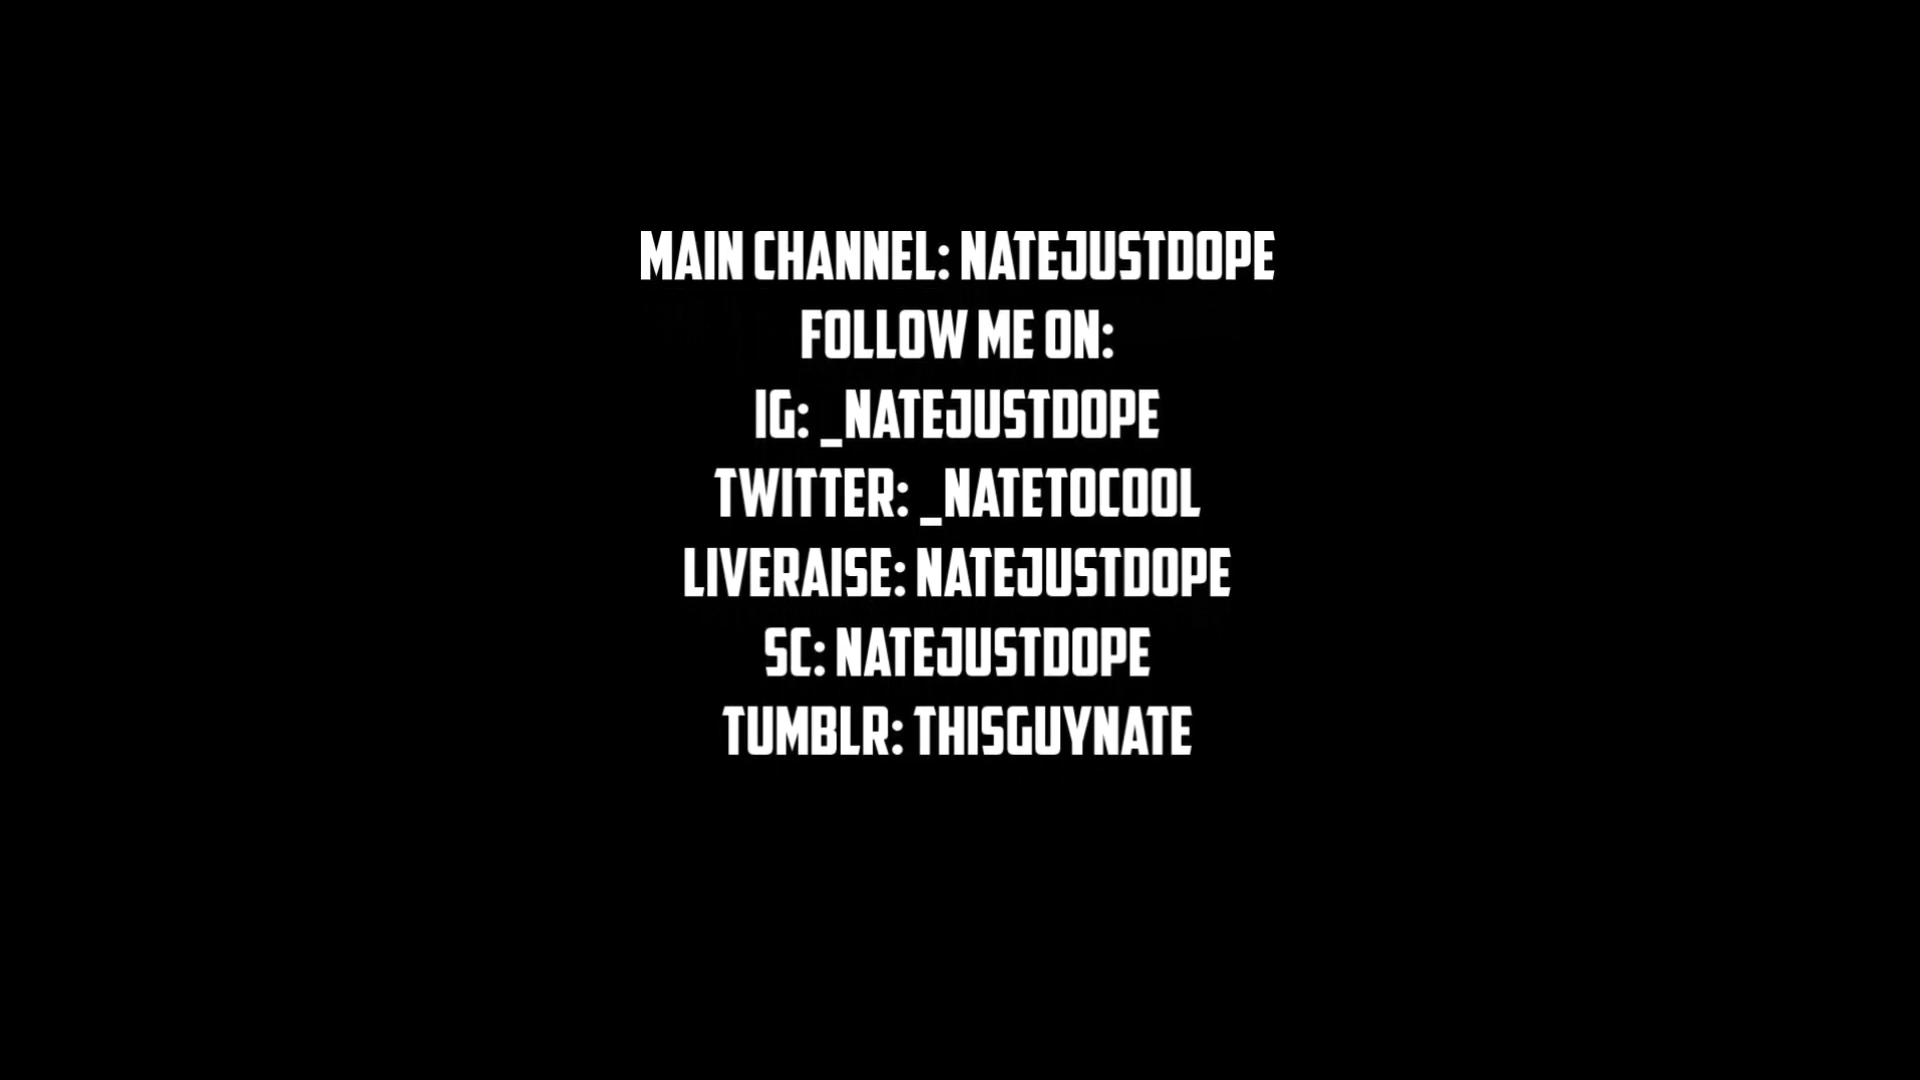 MAIN CHANNEL: NATEJUSTDOPE
FOLLOW ME ON:
IG: _NATEJUSTDOPE
TWITTER: _NATETOCOOL
LIVERAISE: NATEJUSTDOPE
SC: NATEJUSTDOPE
TUMBLR: THISGUYNATE